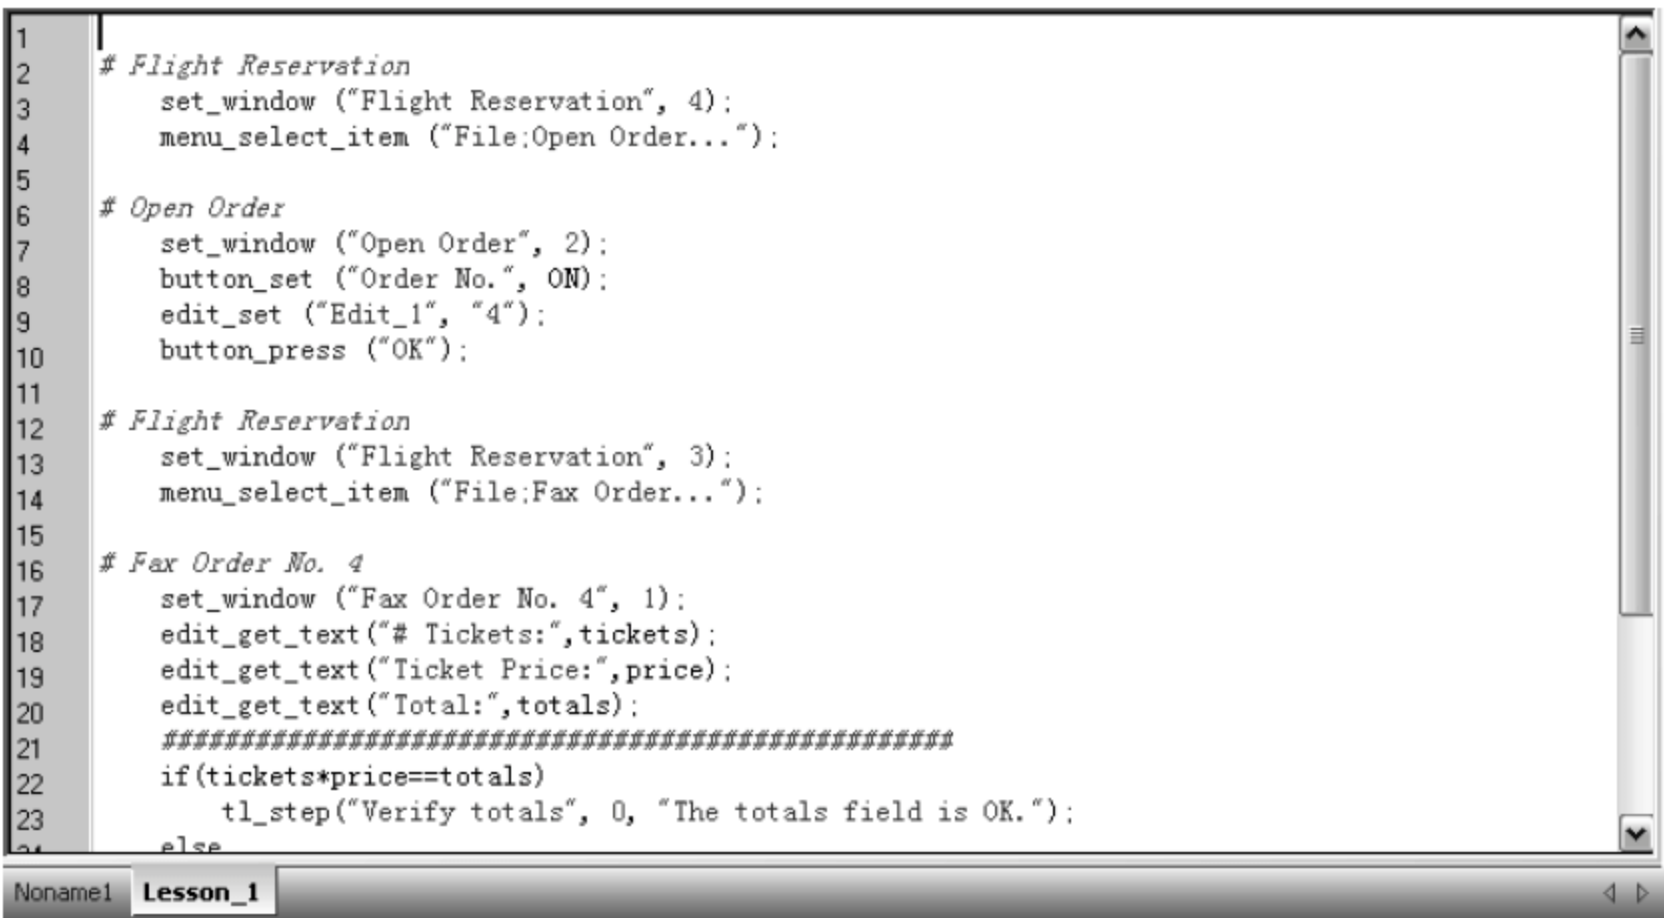 1
2 # Flight Reservation
3 set_window ("Flight Reservation", 4);
4 menu_select_item ("File;Open Order...");
5
6 # Open Order
7 set_window ("Open Order", 2);
8 button_set ("Order No.", ON);
9 edit_set ("Edit_1", "4");
10 button_press ("OK");
11
12 # Flight Reservation
13 set_window ("Flight Reservation", 3);
14 menu_select_item ("File;Fax Order...");
15
16 # Fax Order No. 4
17 set_window ("Fax Order No. 4", 1);
18 edit_get_text("# Tickets:",tickets);
19 edit_get_text("Ticket Price:",price);
20 edit_get_text("Total:",totals);
21 ###################################################
22 if(tickets*price==totals)
23 tl_step("Verify totals", 0, "The totals field is OK.");
24 else
Noname1 Lesson_1